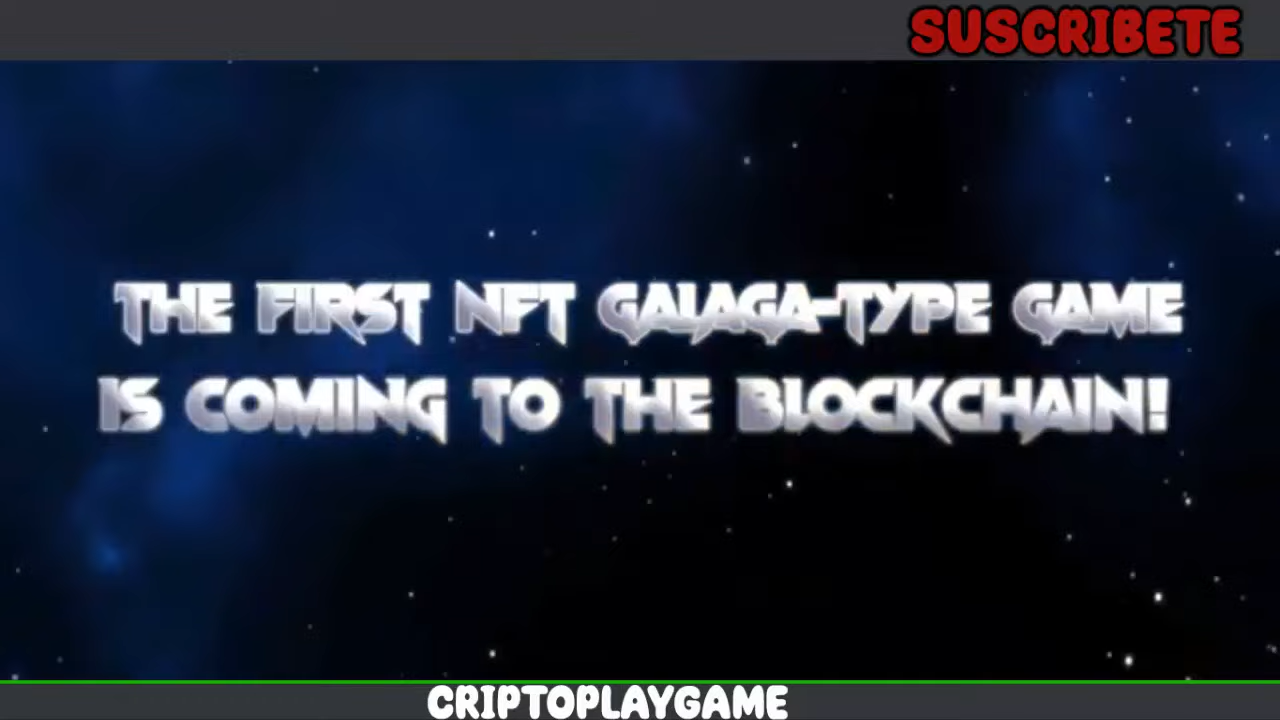 SUSCRIBETE
THE FIRST NFT GALAGA-TYPE GAME
IS COMING TO THE BLOCKCHAIN!
CRIPTOPLAYGAME